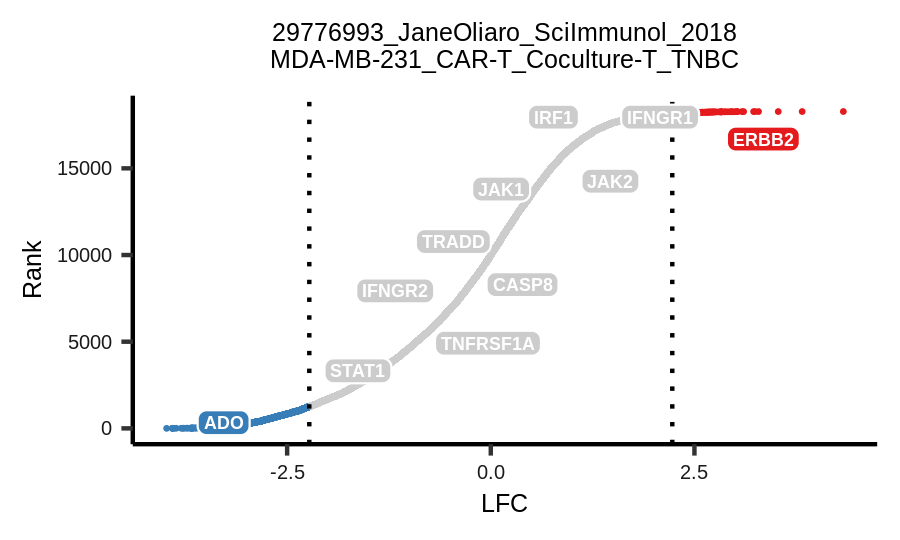 29776993_JaneOliaro_SciImmunol_2018
MDA-MB-231_CAR-T_Coculture-T_TNBC
IRF1
IFNGR1
ERBB2
15000
JAK1
JAK2
TRADD
10000
Rank
IFNGR2
CASP8
5000
TNFRSF1A
STAT1
ADO
0
-2.5
0.0
2.5
LFC